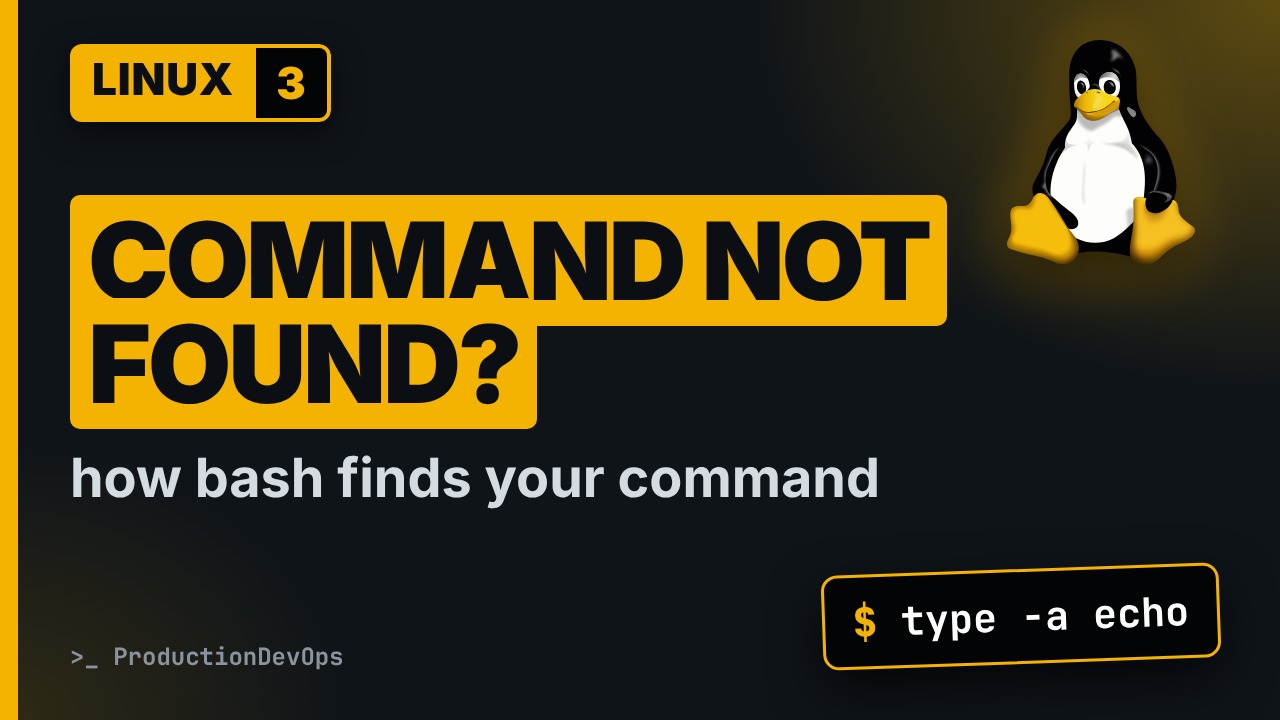 LINUX 3
COMMAND NOT
FOUND?
how bash finds your command
$ type -a echo
>_ ProductionDevOps